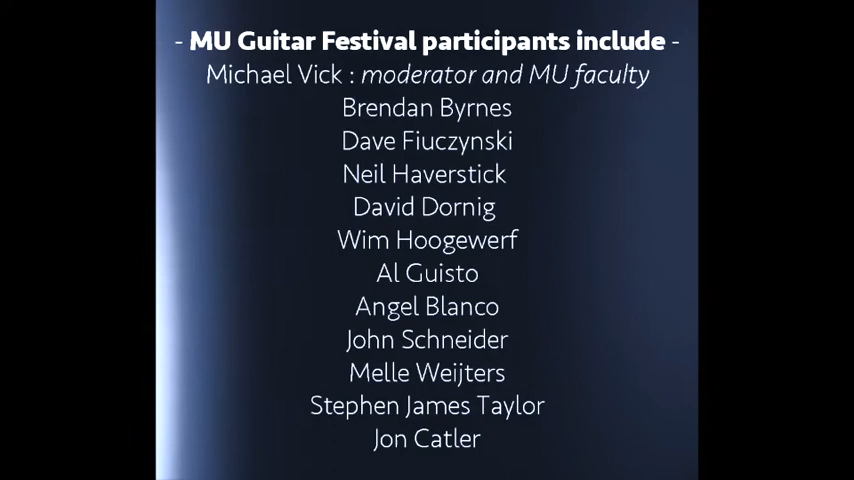 - MU Guitar Festival participants include -
Michael Vick : moderator and MU faculty
Brendan Byrnes
Dave Fiuczynski
Neil Haverstick
David Dornig
Wim Hoogewerf
Al Guisto
Angel Blanco
John Schneider
Melle Weijters
Stephen James Taylor
Jon Catler